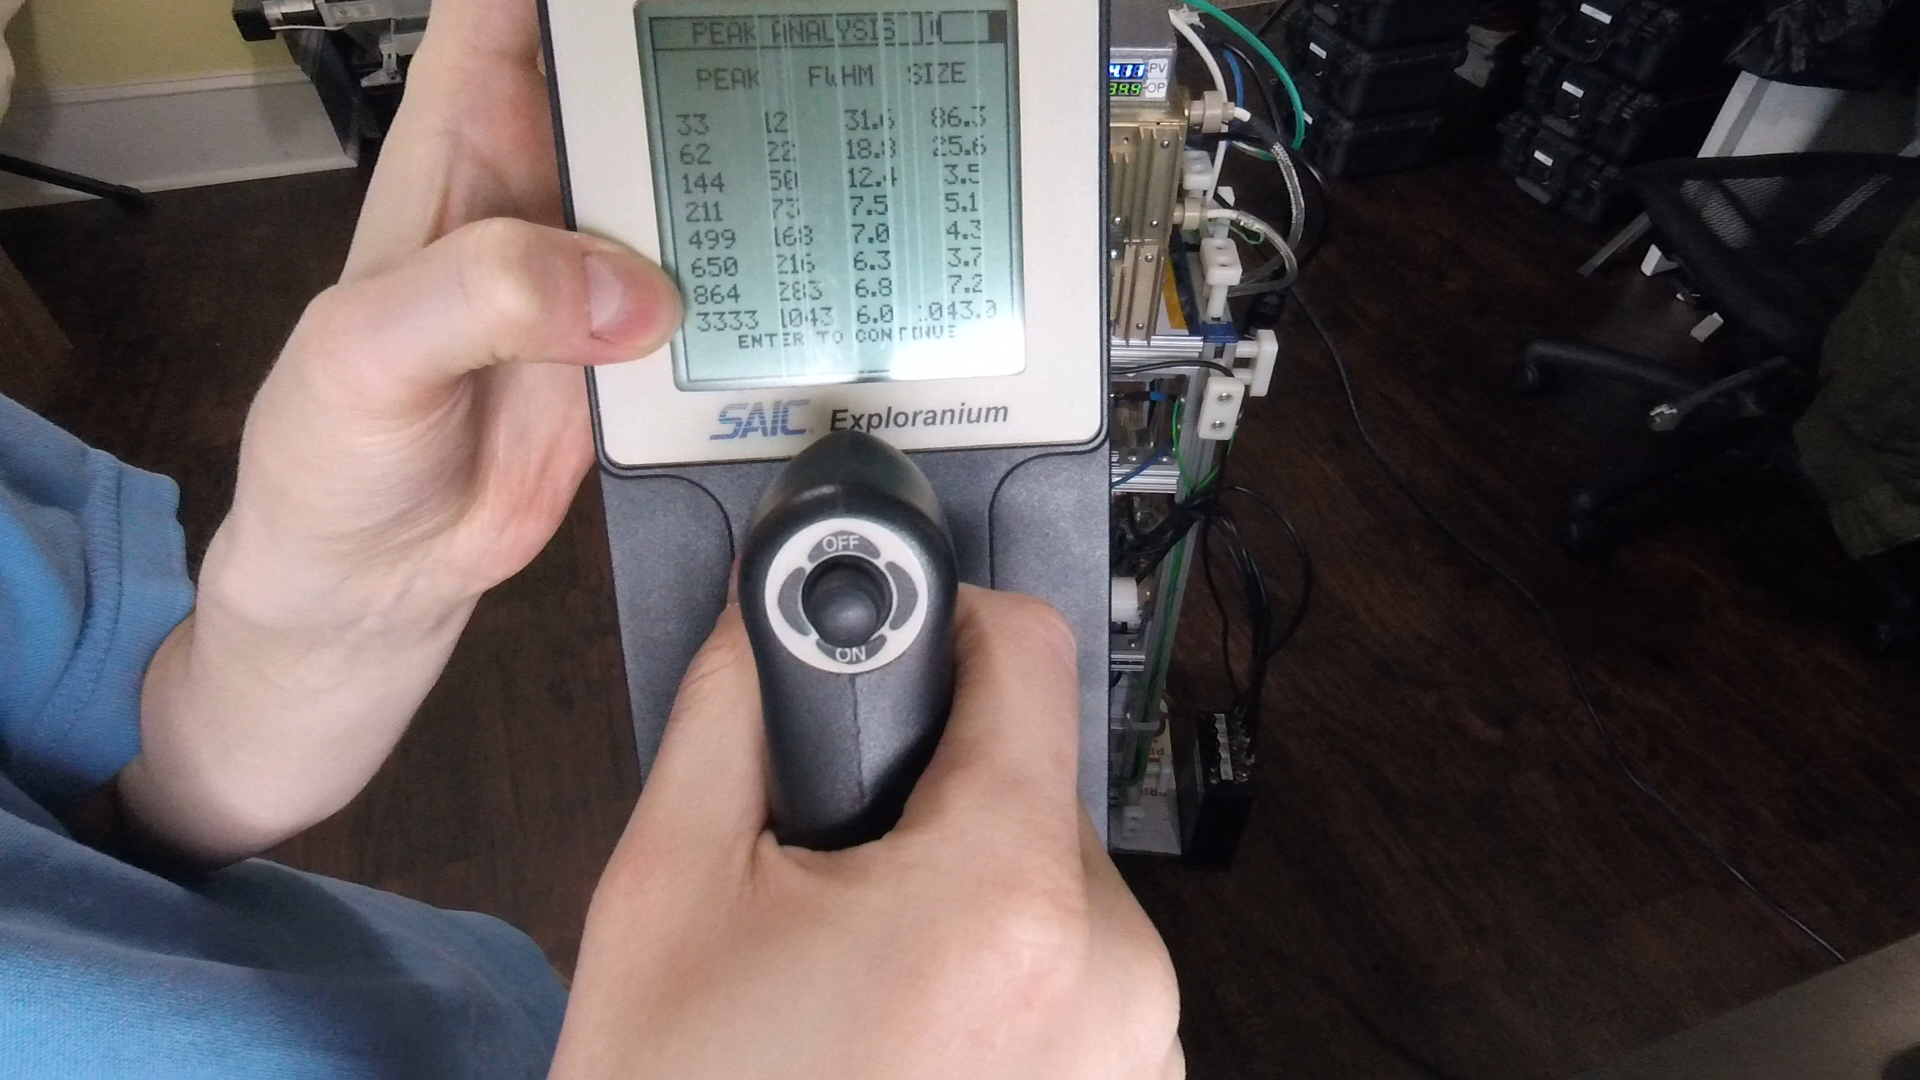 PEAK ANALYSIS
PEAK FWHM SIZE
33 12 31.6 86.3
62 22 18.8 25.6
144 50 12.4 3.5
211 73 7.5 5.1
499 168 7.0 4.3
650 216 6.3 3.7
864 283 6.8 7.2
3333 1043 6.0 1043.0
ENTER TO CONTINUE
SAIC Exploranium
OFF
ON
PV
OP